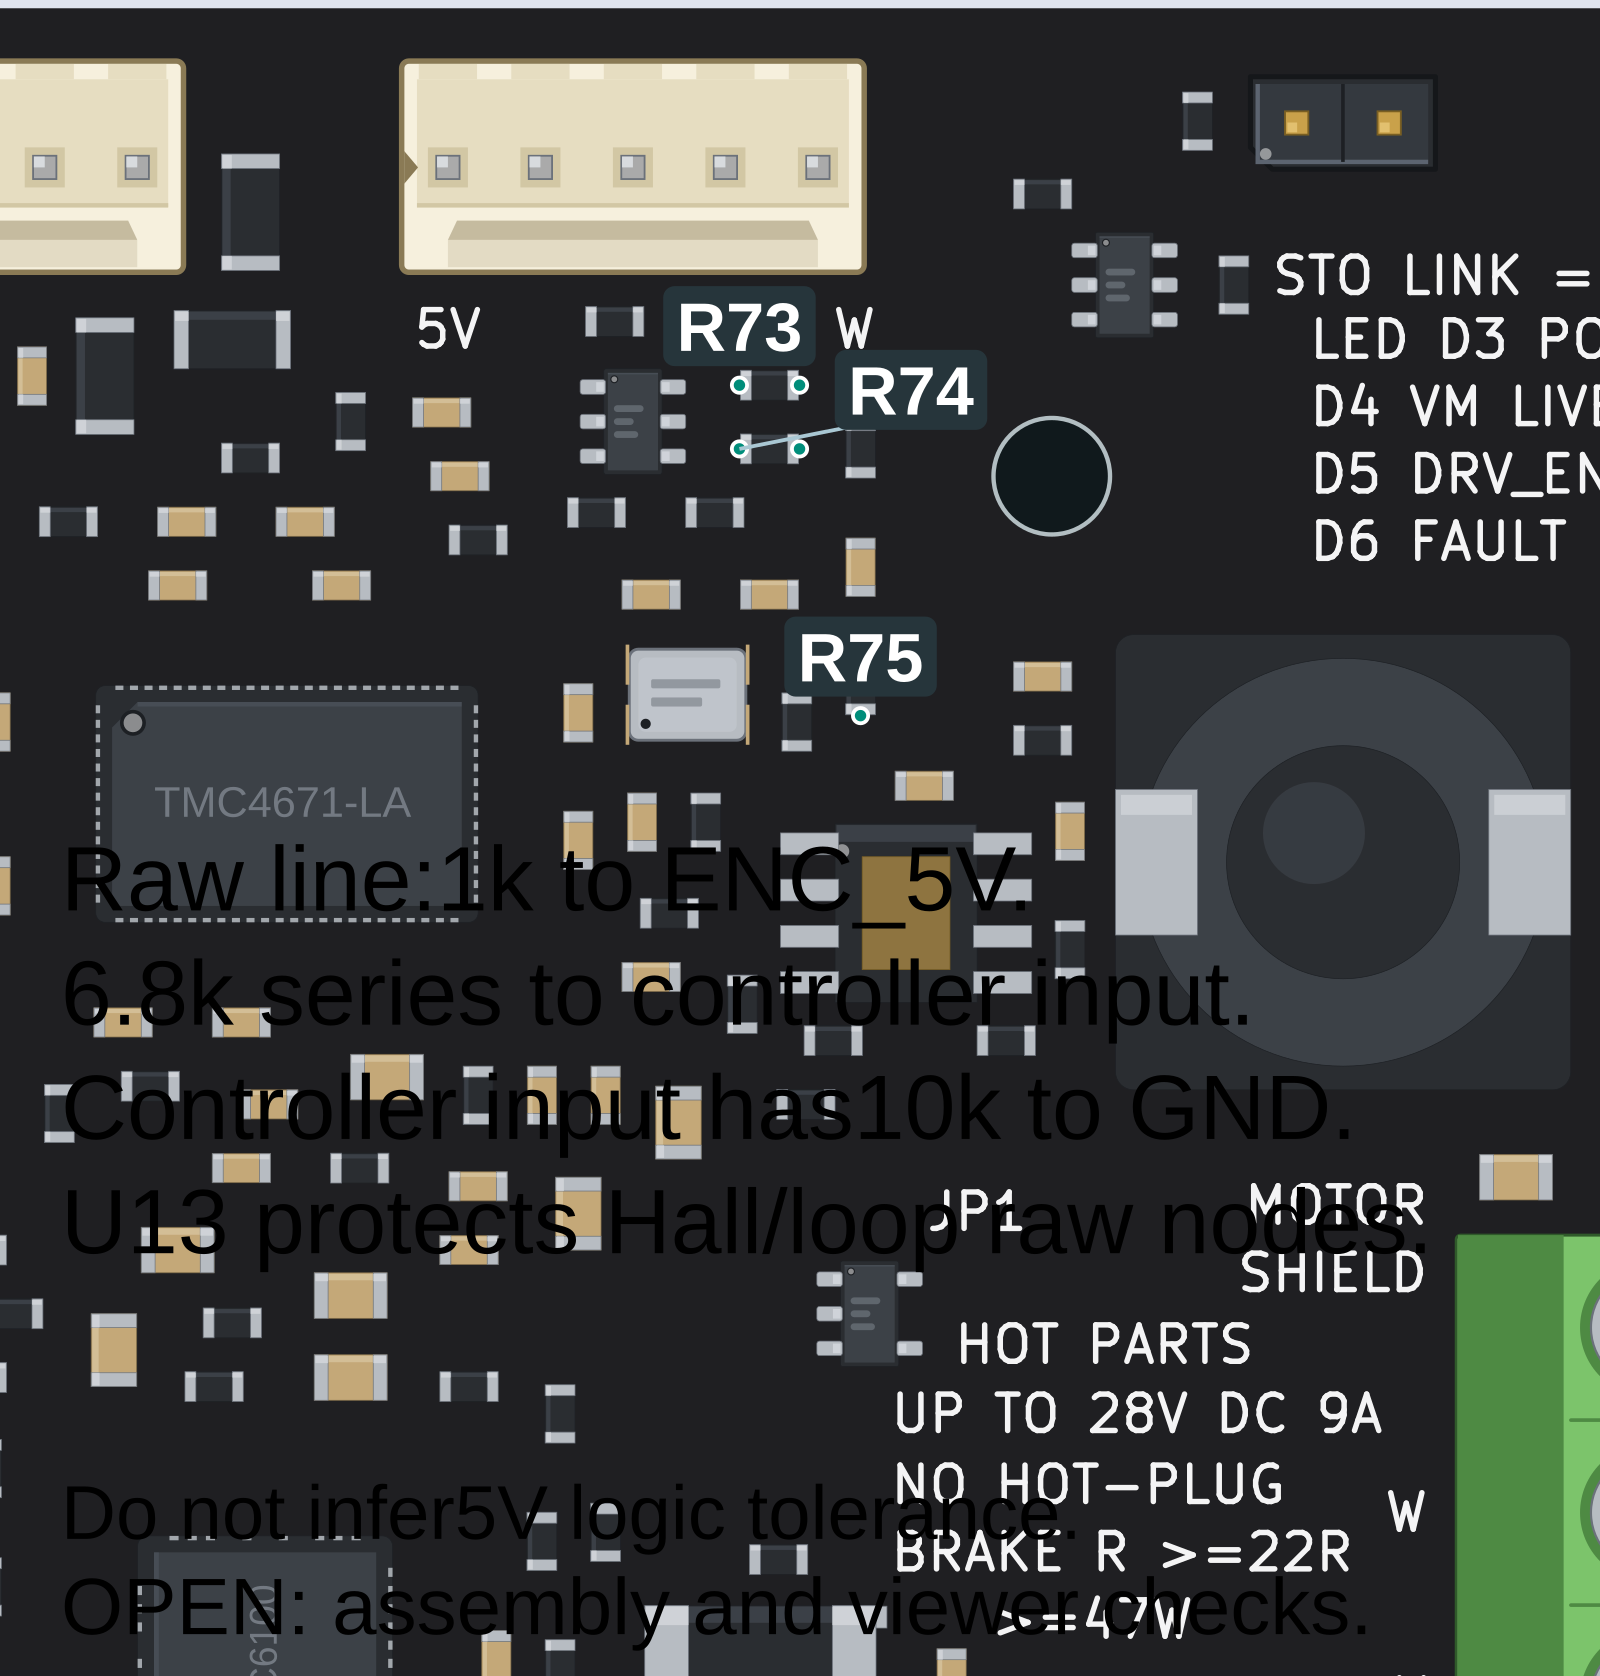 STO LINK =
5V
R73
W
LED D3 PO
R74
D4 VM LIVE
D5 DRV_EN
D6 FAULT
R75
TMC4671-LA
Raw line:1k to ENC_5V.
6.8k series to controller input.
Controller input has10k to GND.
U13 protects Hall/loop raw nodes.
JP1
MOTOR
SHIELD
HOT PARTS
UP TO 28V DC 9A
NO HOT-PLUG
W
Do not infer5V logic tolerance.
BRAKE R >=22R
OPEN: assembly and viewer checks.
>=47W
C6100